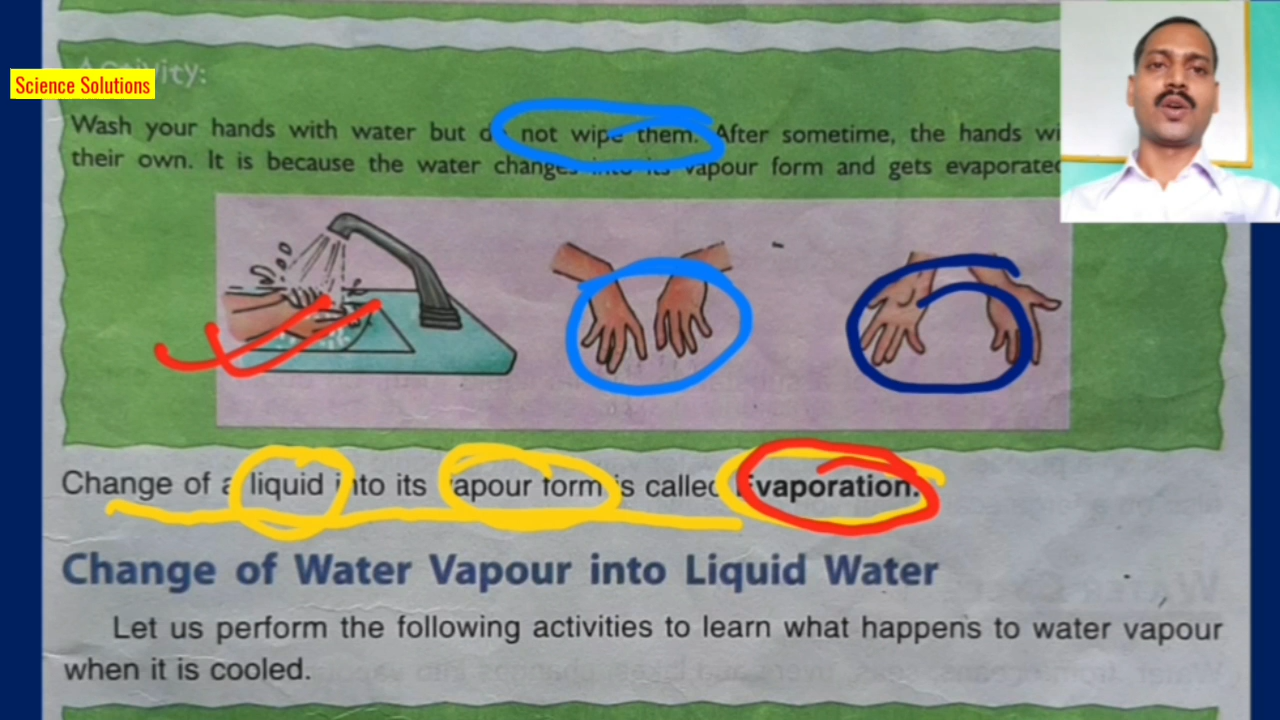 Activity:
Science Solutions
Wash your hands with water but do not wipe them. After sometime, the hands
their own. It is because the water changes into its vapour form and gets evaporated
Change of a liquid into its vapour form is called Evaporation.
Change of Water Vapour into Liquid Water
Let us perform the following activities to learn what happens to water vapour
when it is cooled.